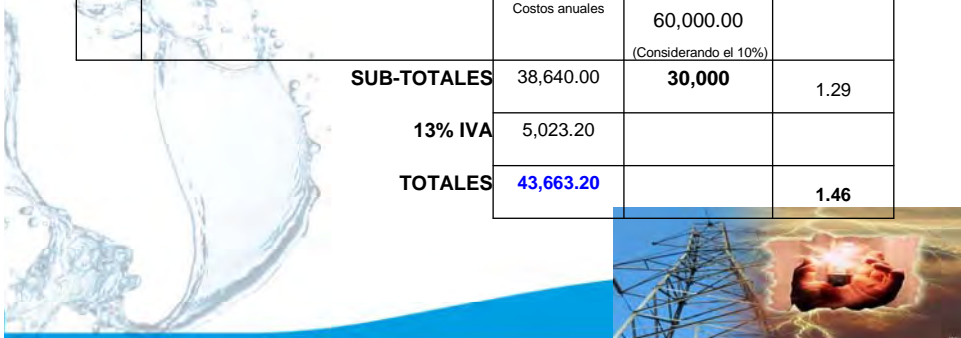 Costos anuales
60,000.00
(Considerando el 10%)
SUB-TOTALES 38,640.00 30,000 1.29
13% IVA 5,023.20
TOTALES 43,663.20 1.46